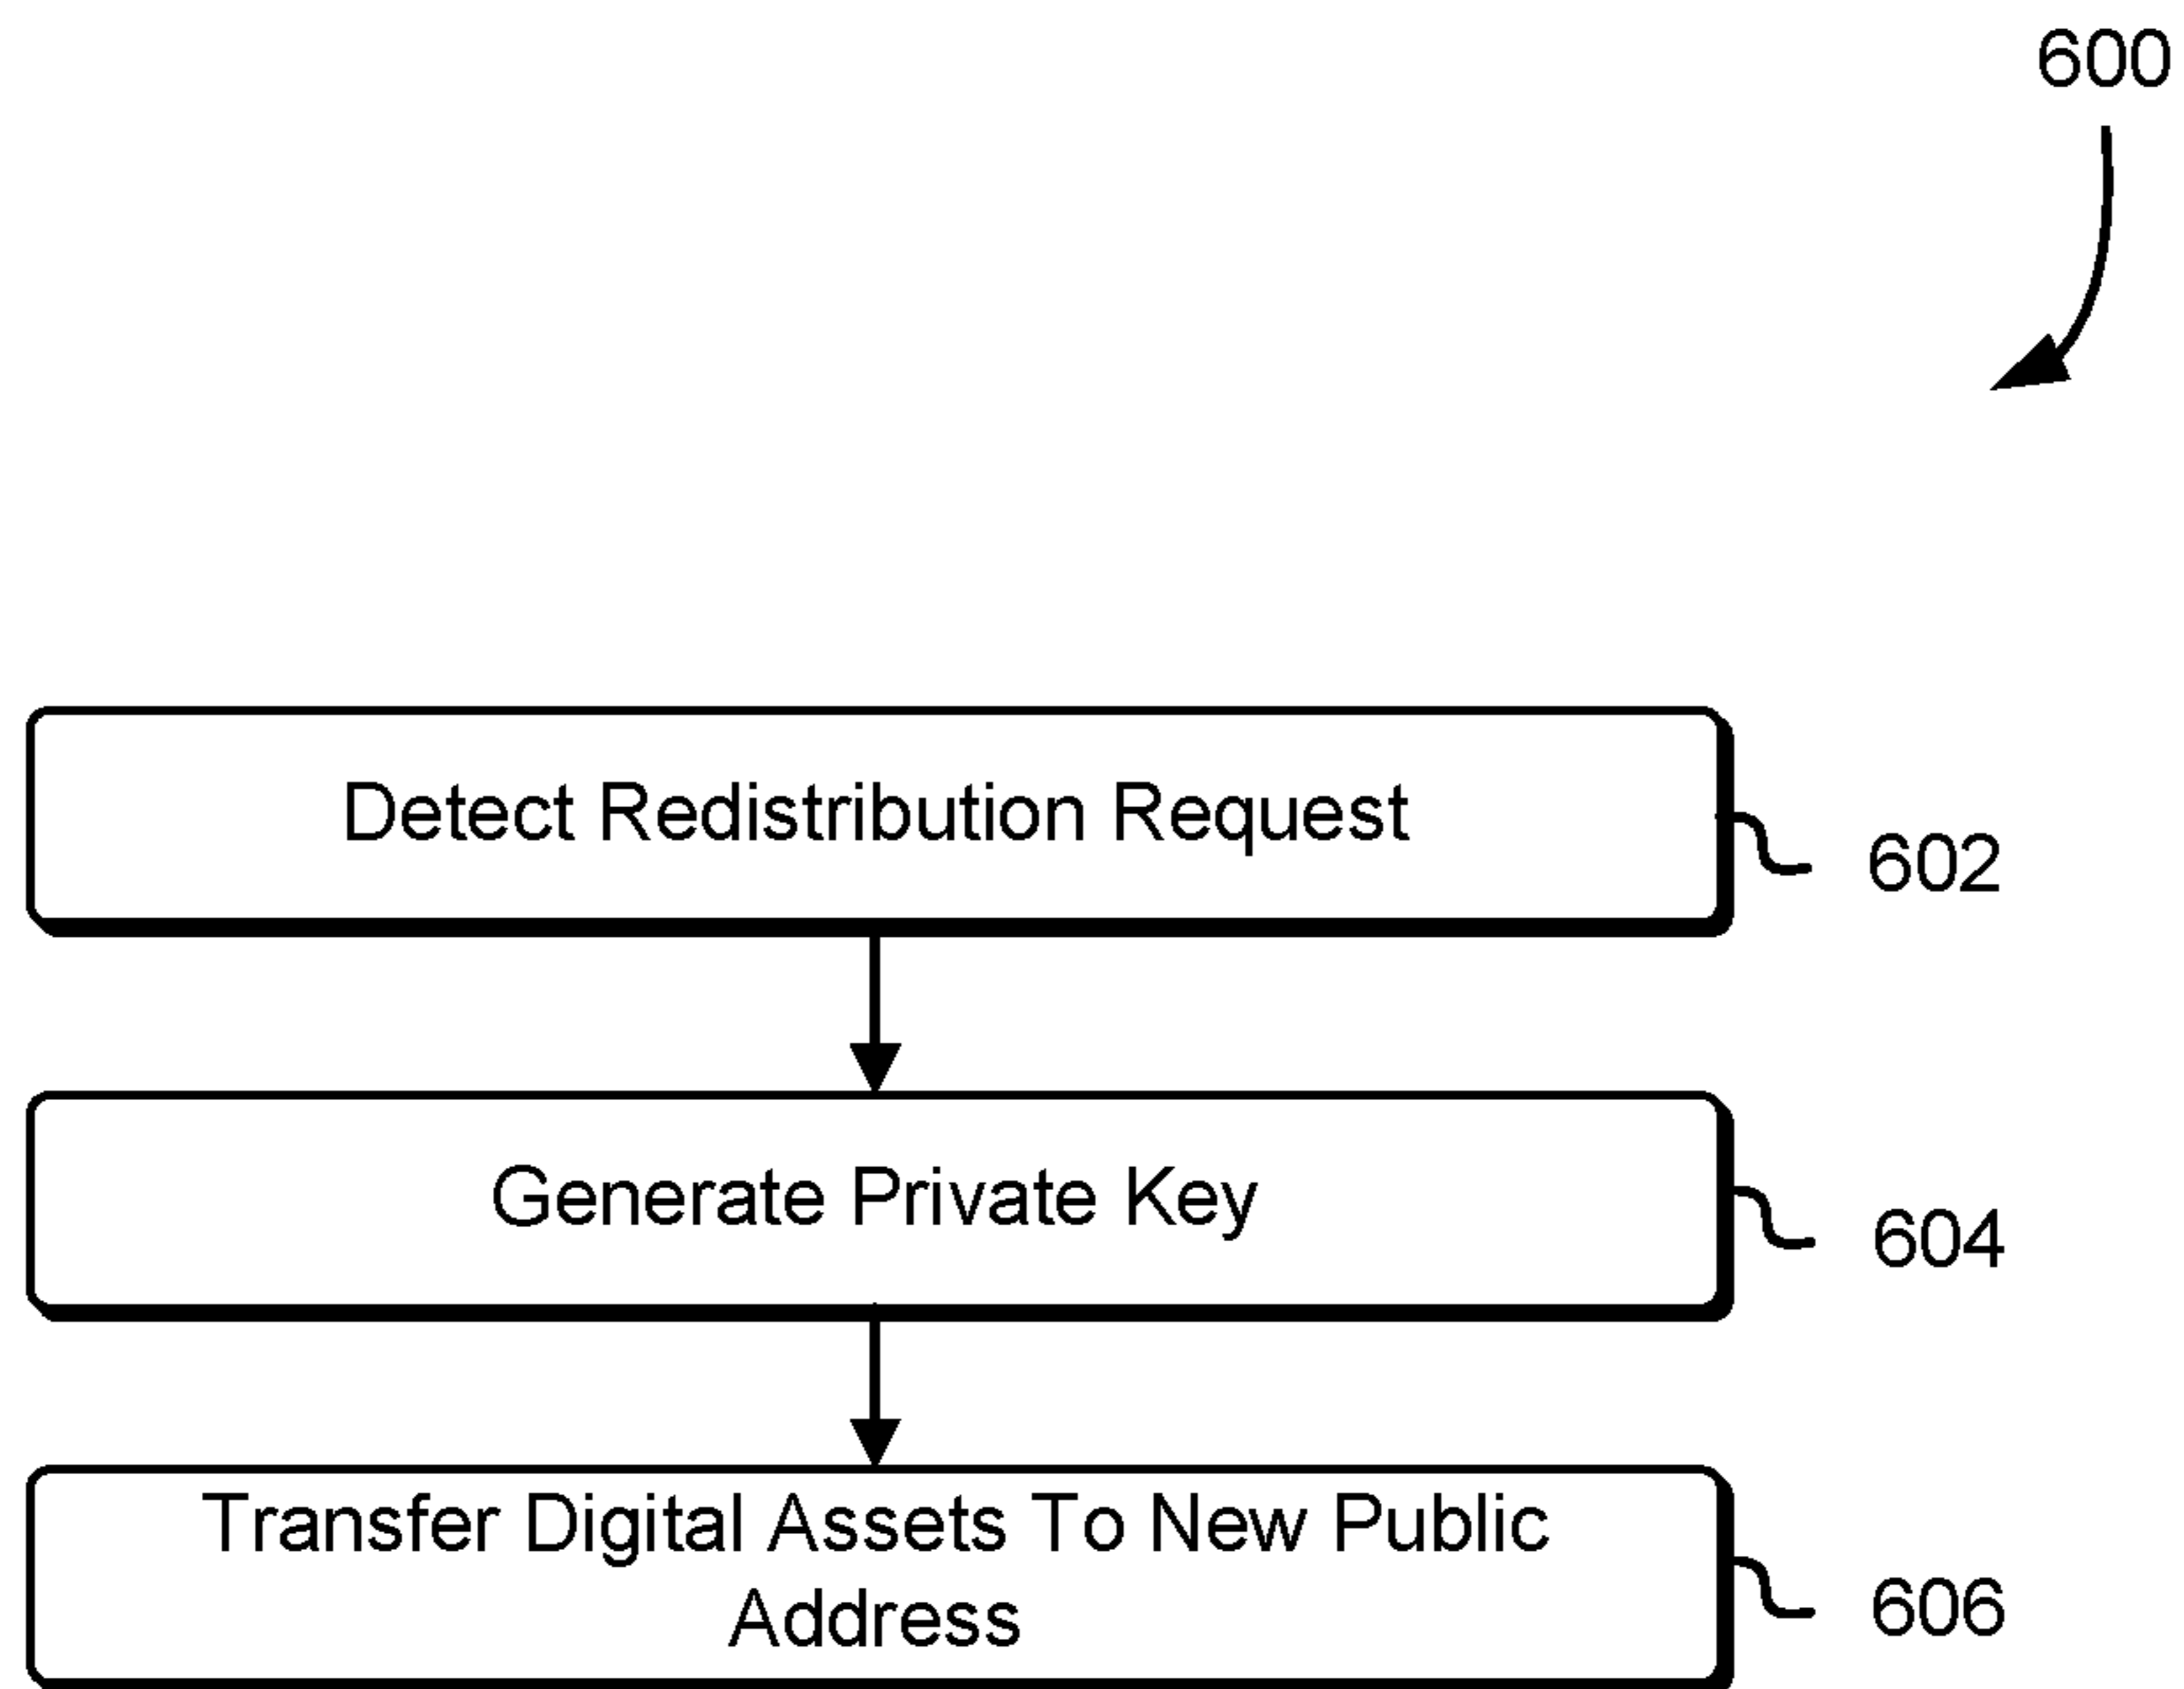 600
Detect Redistribution Request
602
Generate Private Key
604
Transfer Digital Assets To New Public
Address
606